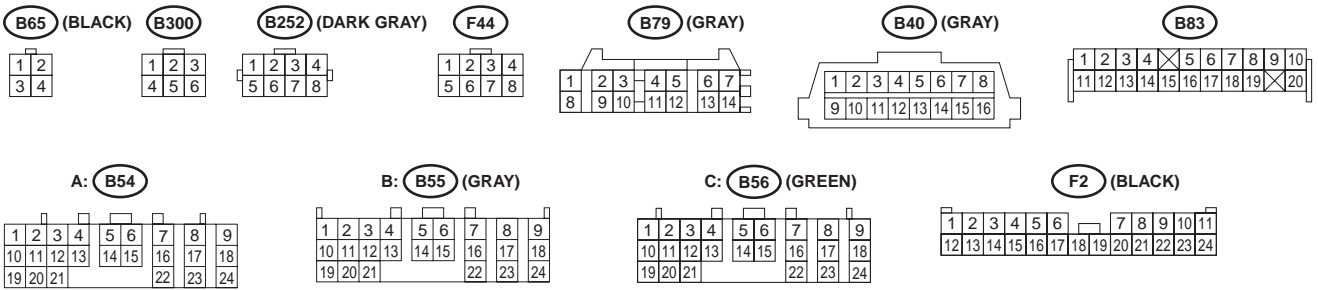 B65 (BLACK) B300 B252 (DARK GRAY) F44 B79 (GRAY) B40 (GRAY) B83
1 2 1 2 3 1 2 3 4 1 2 3 4 1 2 3 4 5 6 7 1 2 3 4 5 6 7 8 1 2 3 4 5 6 7 8 9 10
3 4 4 5 6 5 6 7 8 5 6 7 8 8 9 10 11 12 13 14 9 10 11 12 13 14 15 16 11 12 13 14 15 16 17 18 19 20
A: B54 B: B55 (GRAY) C: B56 (GREEN) F2 (BLACK)
1 2 3 4 5 6 7 8 9 1 2 3 4 5 6 7 8 9 1 2 3 4 5 6 7 8 9 1 2 3 4 5 6 7 8 9 10 11
10 11 12 13 14 15 16 17 18 10 11 12 13 14 15 16 17 18 10 11 12 13 14 15 16 17 18 12 13 14 15 16 17 18 19 20 21 22 23 24
19 20 21 22 23 24 19 20 21 22 23 24 19 20 21 22 23 24